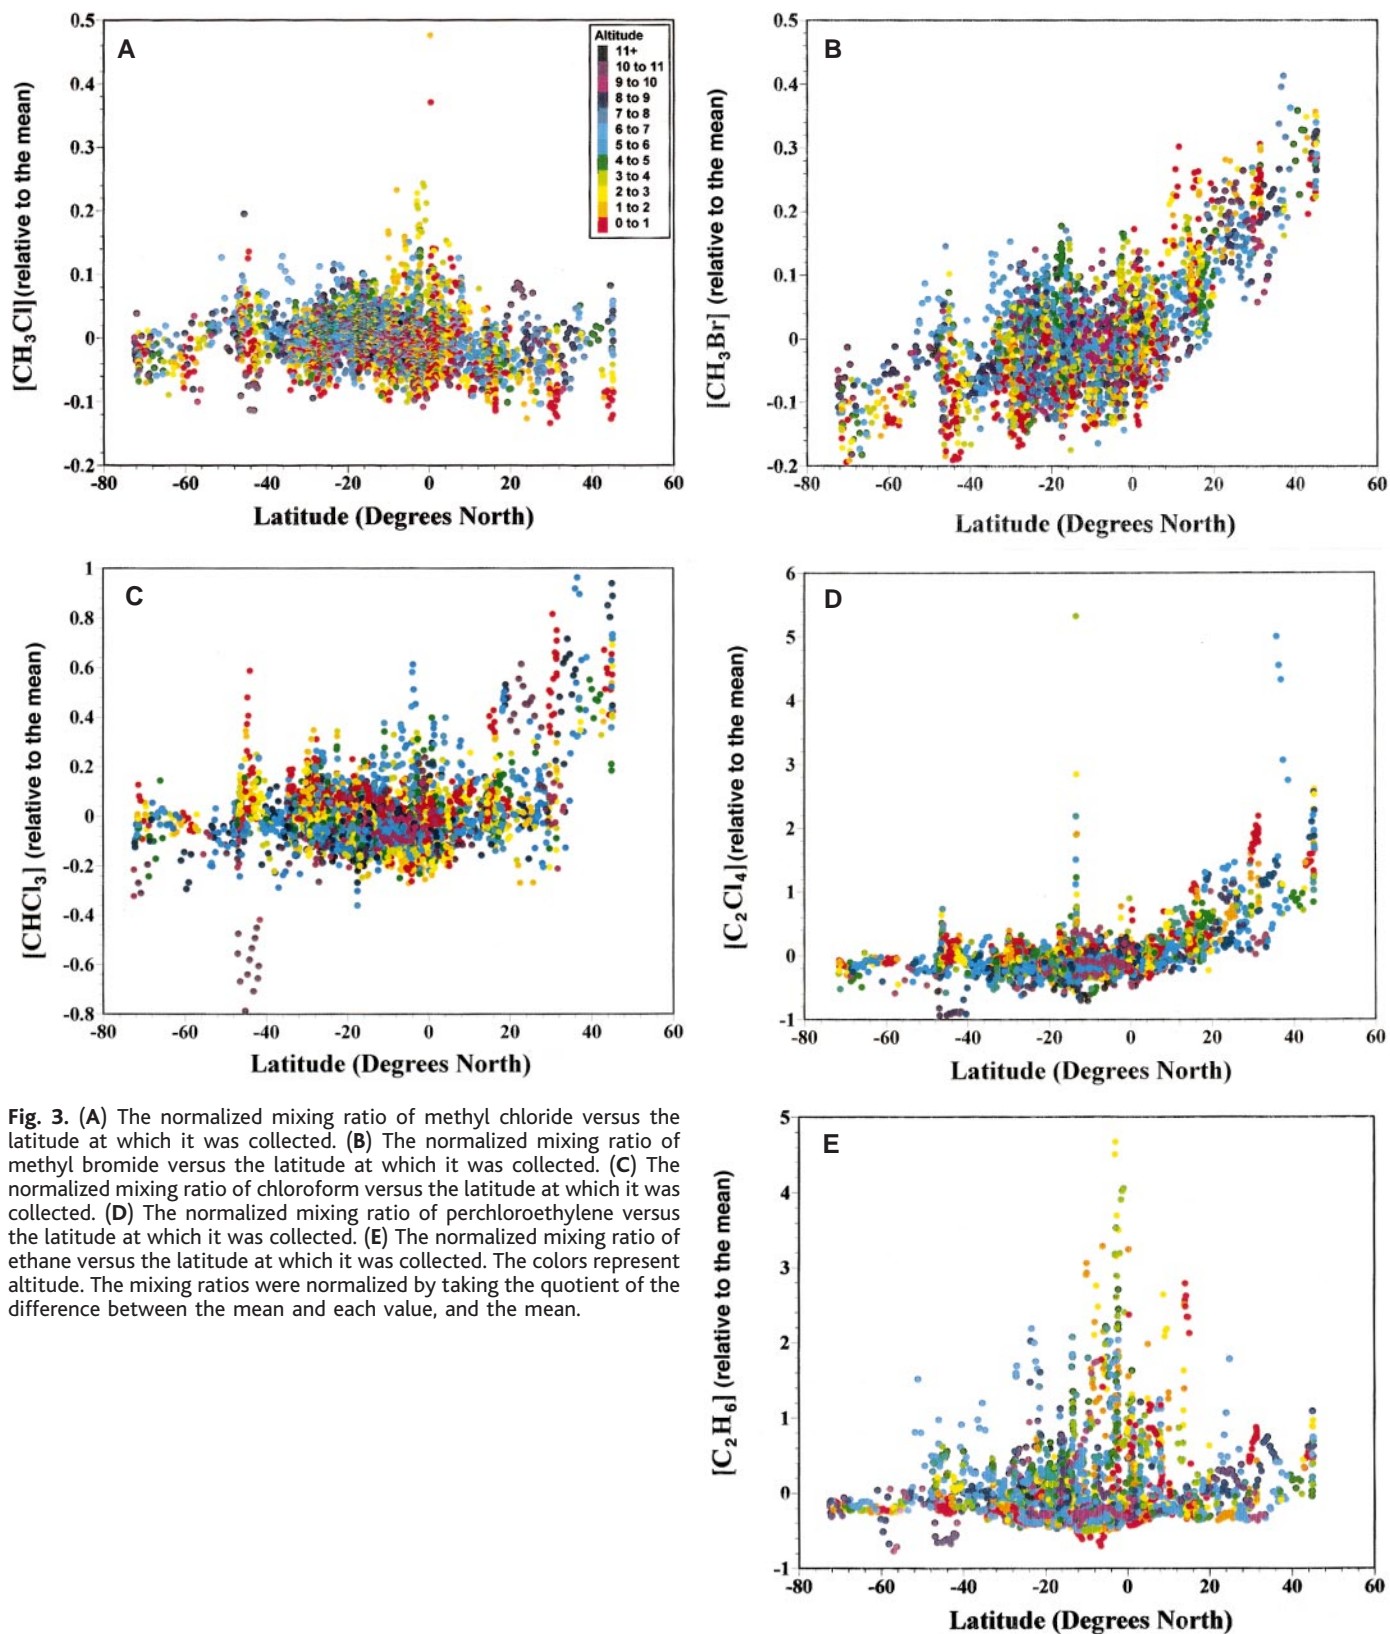 A
[CH3Cl](relative to the mean)
0.5
0.4
0.3
0.2
0.1
0
-0.1
-0.2
-80
-60
-40
-20
0
20
40
60
Latitude (Degrees North)
Altitude
11+
10 to 11
9 to 10
8 to 9
7 to 8
6 to 7
5 to 6
4 to 5
3 to 4
2 to 3
1 to 2
0 to 1
B
[CH3Br] (relative to the mean)
0.5
0.4
0.3
0.2
0.1
0
-0.1
-0.2
-80
-60
-40
-20
0
20
40
60
Latitude (Degrees North)
C
[CHCl3] (relative to the mean)
1
0.8
0.6
0.4
0.2
0
-0.2
-0.4
-0.6
-0.8
-80
-60
-40
-20
0
20
40
60
Latitude (Degrees North)
D
[C2Cl4](relative to the mean)
6
5
4
3
2
1
0
-1
-80
-60
-40
-20
0
20
40
60
Latitude (Degrees North)
Fig. 3. (A) The normalized mixing ratio of methyl chloride versus the
latitude at which it was collected. (B) The normalized mixing ratio of
methyl bromide versus the latitude at which it was collected. (C) The
normalized mixing ratio of chloroform versus the latitude at which it was
collected. (D) The normalized mixing ratio of perchloroethylene versus
the latitude at which it was collected. (E) The normalized mixing ratio of
ethane versus the latitude at which it was collected. The colors represent
altitude. The mixing ratios were normalized by taking the quotient of the
difference between the mean and each value, and the mean.
E
[C2H6] (relative to the mean)
5
4
3
2
1
0
-1
-80
-60
-40
-20
0
20
40
60
Latitude (Degrees North)